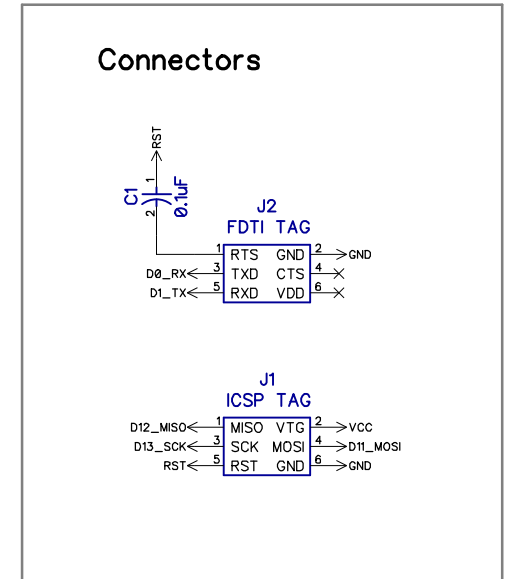 Connectors
RST
1
C1
0.1uF
2
J2
FDTI TAG
1 RTS GND 2 GND
D0_RX 3 TXD CTS 4
D1_TX 5 RXD VDD 6
J1
ICSP TAG
D12_MISO 1 MISO VTG 2 VCC
D13_SCK 3 SCK MOSI 4 D11_MOSI
RST 5 RST GND 6 GND